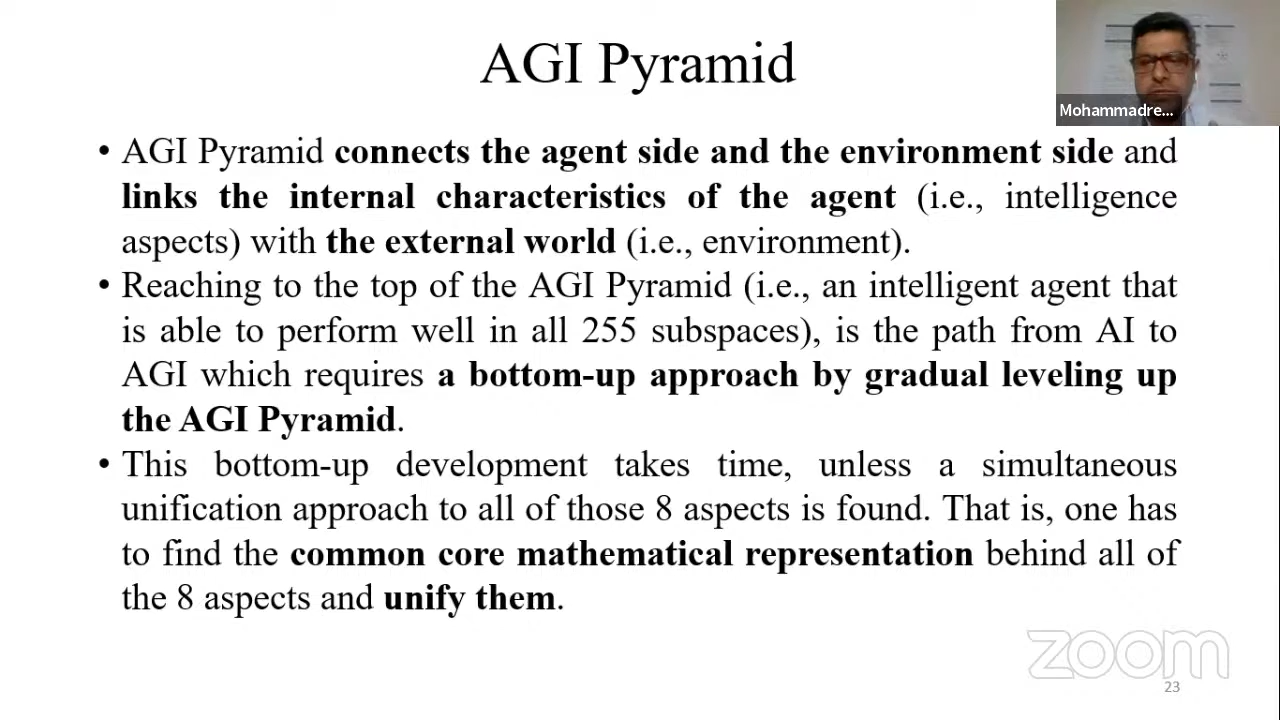 AGI Pyramid
Mohammadre...
• AGI Pyramid connects the agent side and the environment side and
links the internal characteristics of the agent (i.e., intelligence
aspects) with the external world (i.e., environment).
• Reaching to the top of the AGI Pyramid (i.e., an intelligent agent that
is able to perform well in all 255 subspaces), is the path from AI to
AGI which requires a bottom-up approach by gradual leveling up
the AGI Pyramid.
• This bottom-up development takes time, unless a simultaneous
unification approach to all of those 8 aspects is found. That is, one has
to find the common core mathematical representation behind all of
the 8 aspects and unify them.
zoom
23